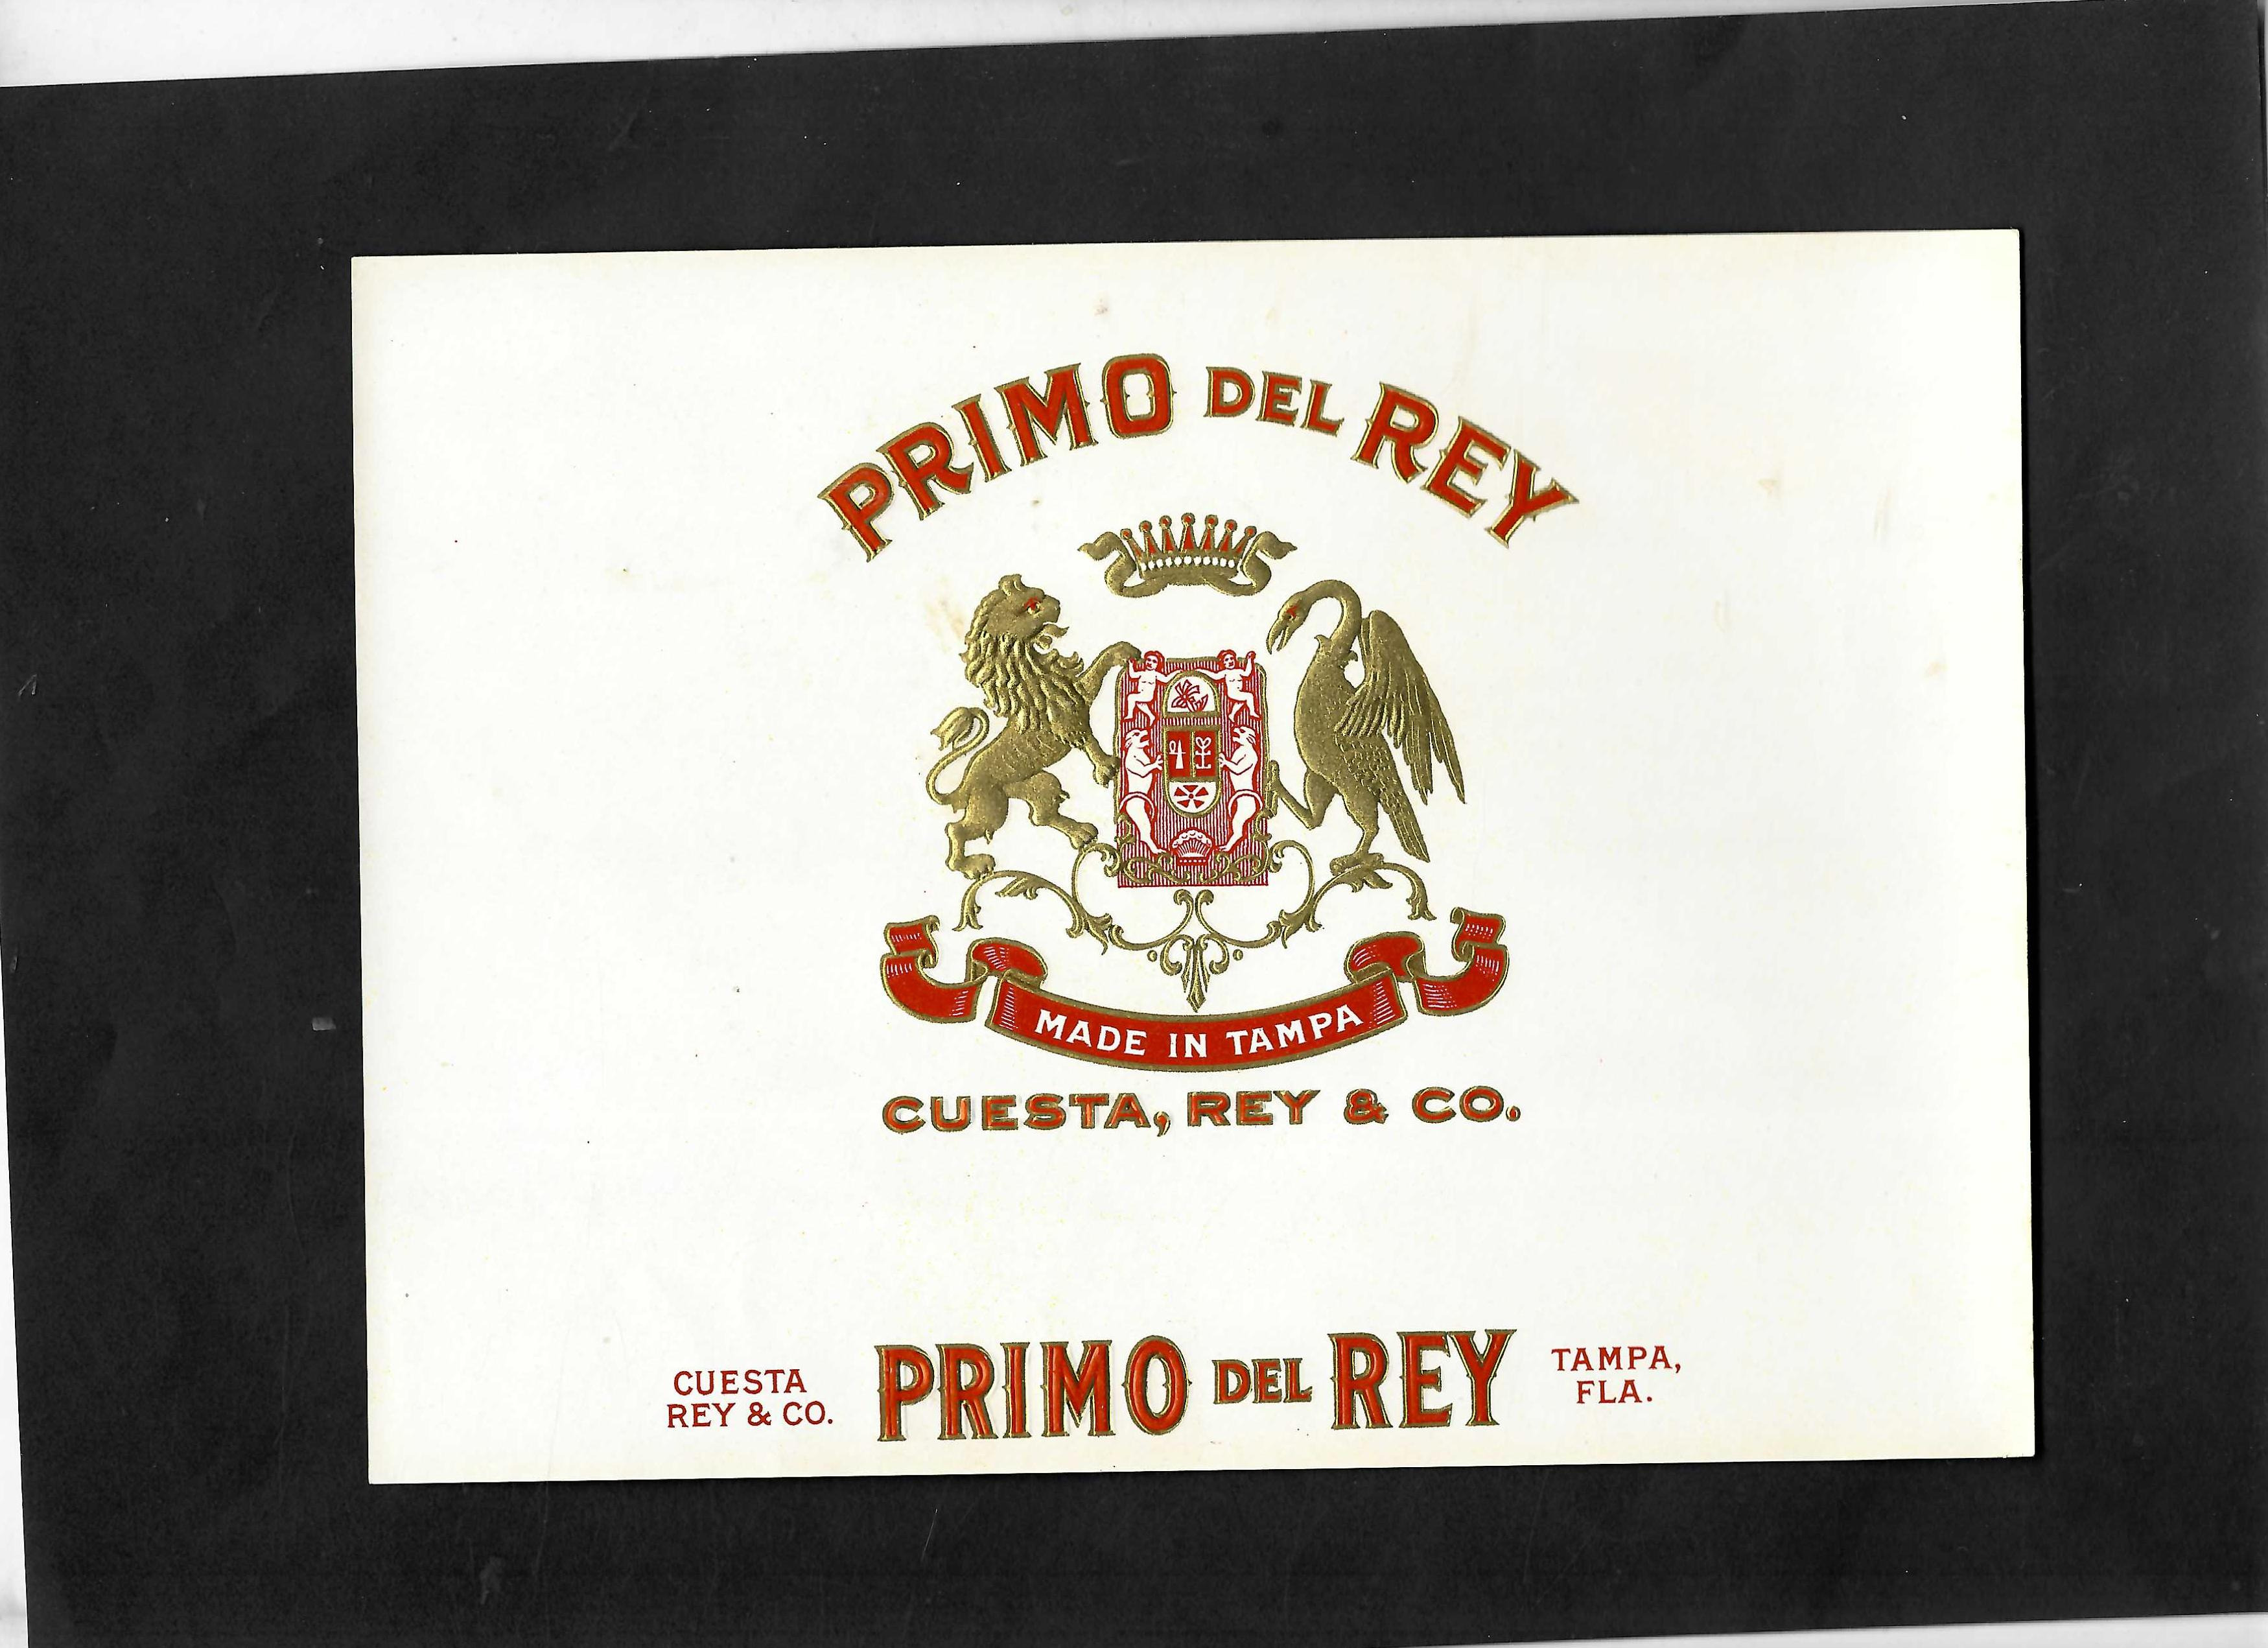 PRIMO DEL REY
MADE IN TAMPA
CUESTA, REY & CO.
CUESTA
REY & CO.
PRIMO DEL REY
TAMPA,
FLA.